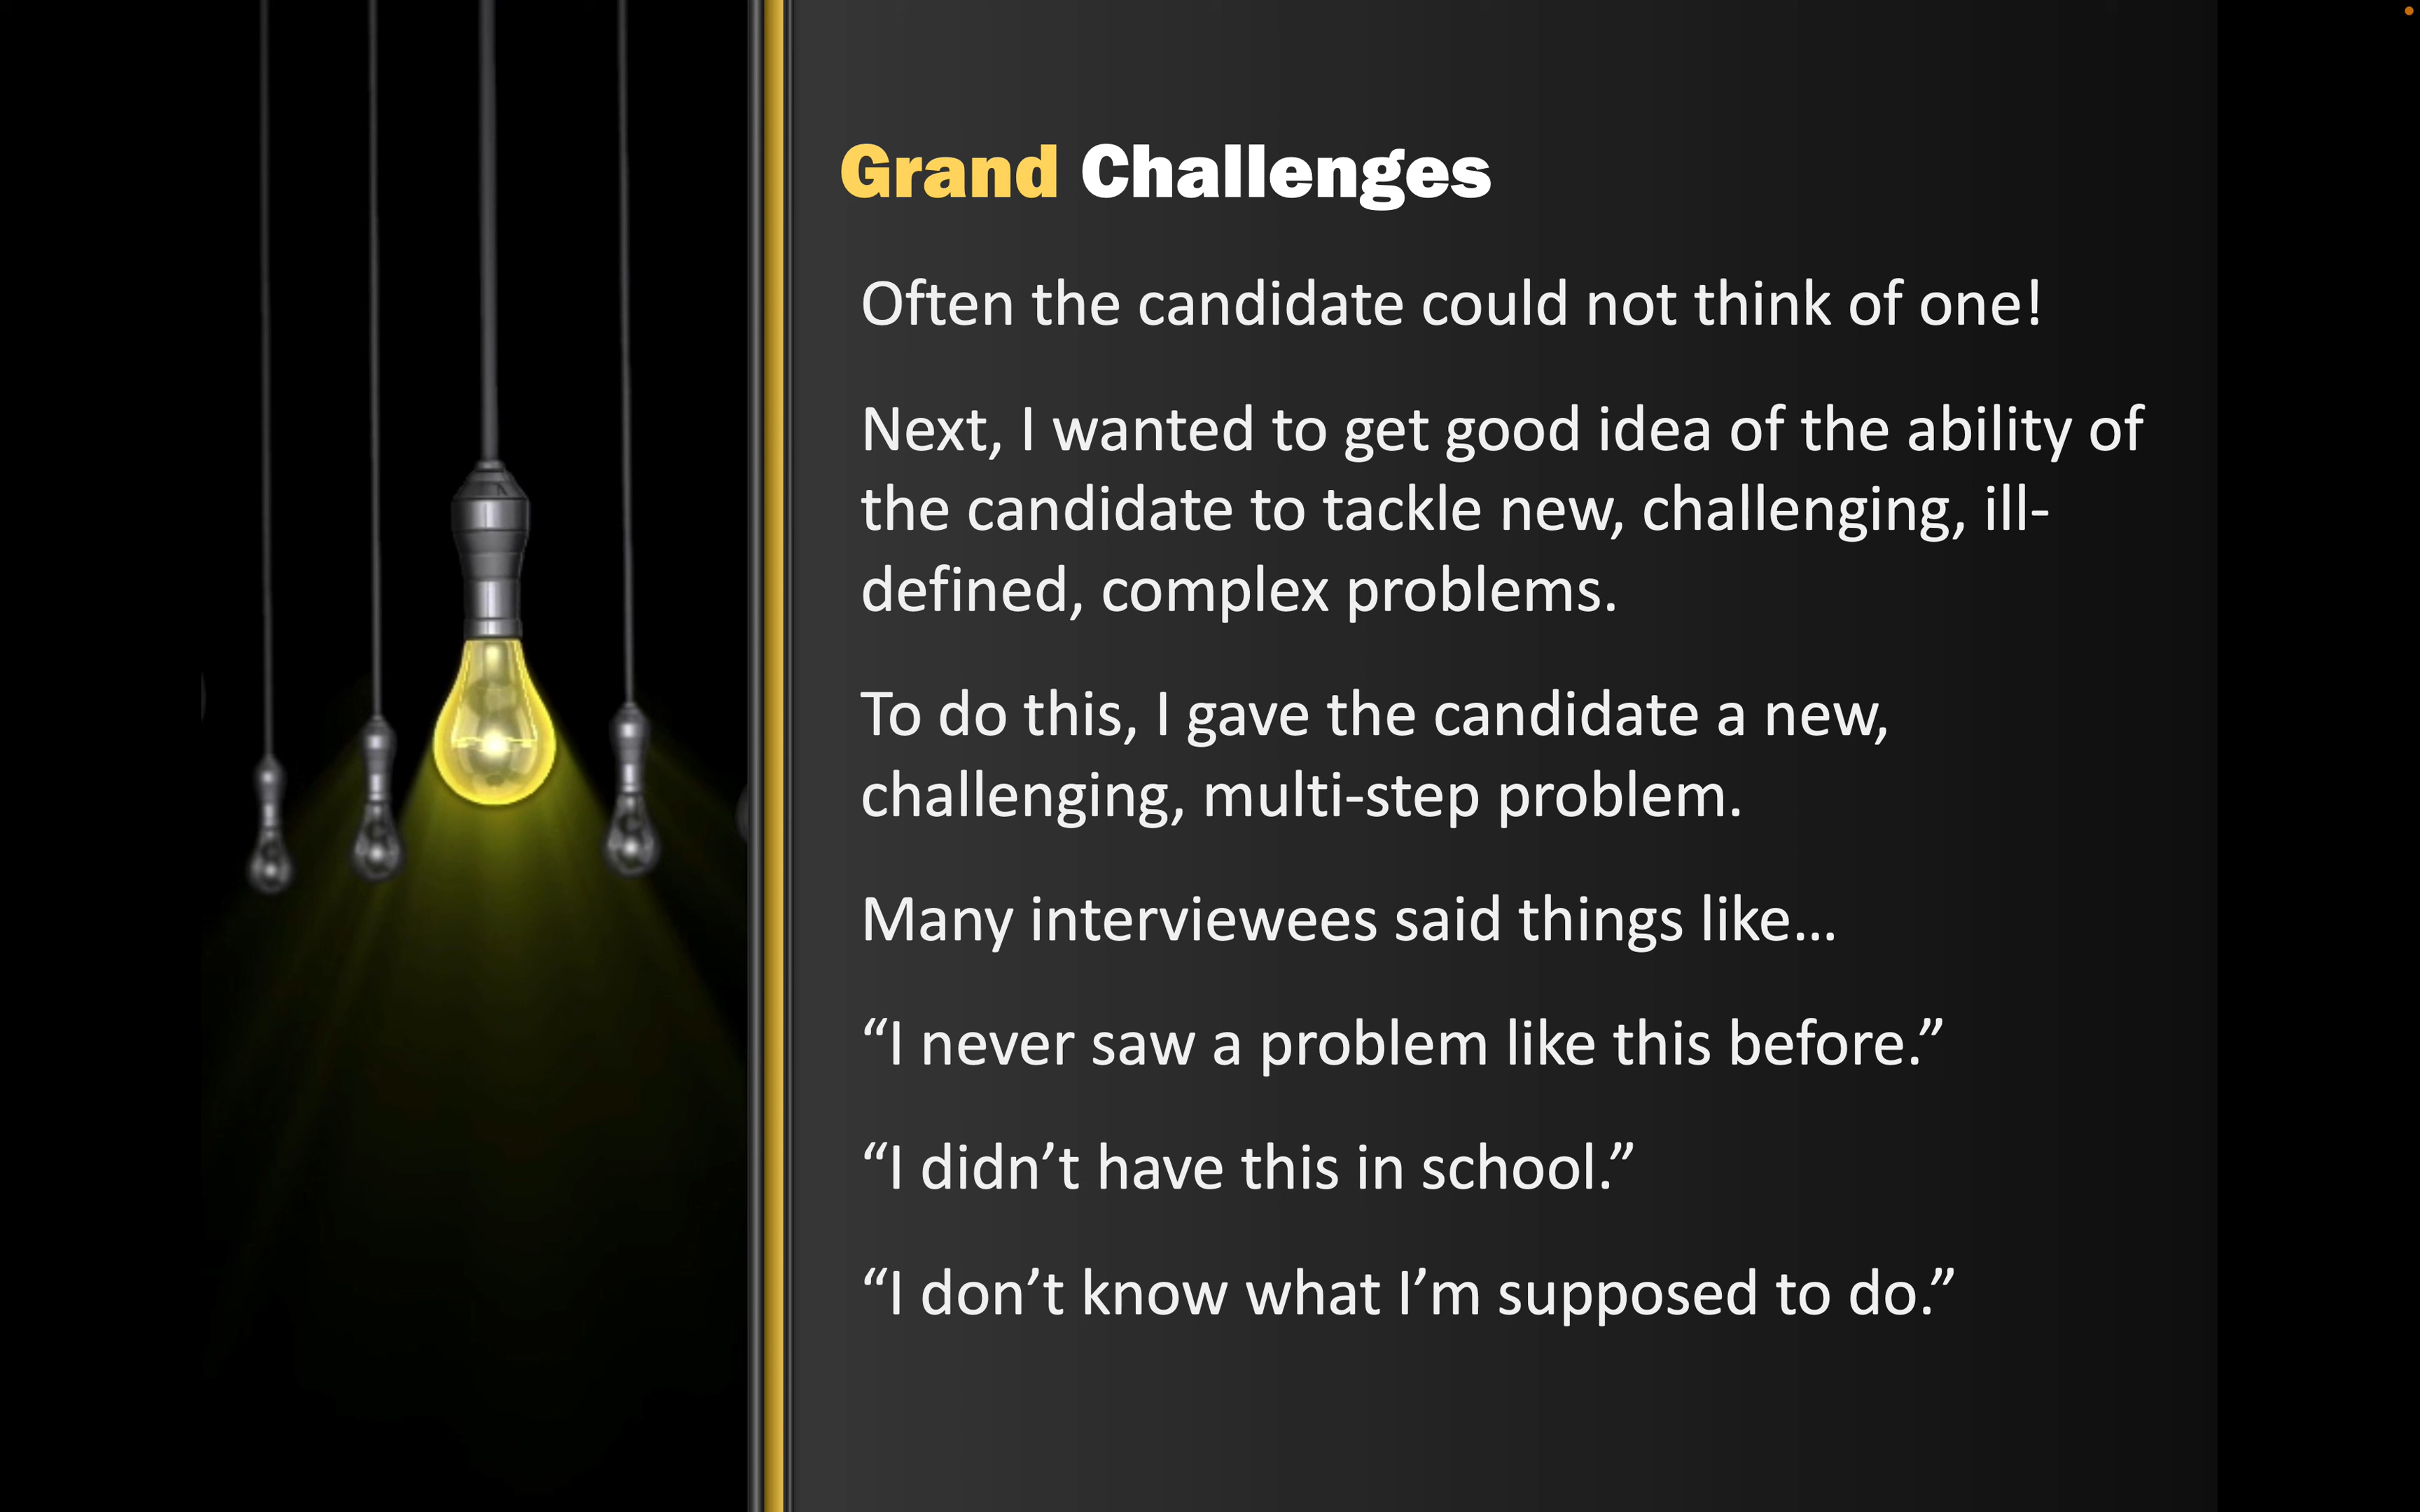 Grand Challenges
Often the candidate could not think of one!
Next, I wanted to get good idea of the ability of
the candidate to tackle new, challenging, ill-
defined, complex problems.
To do this, I gave the candidate a new,
challenging, multi-step problem.
Many interviewees said things like…
“I never saw a problem like this before.”
“I didn’t have this in school.”
“I don’t know what I’m supposed to do.”